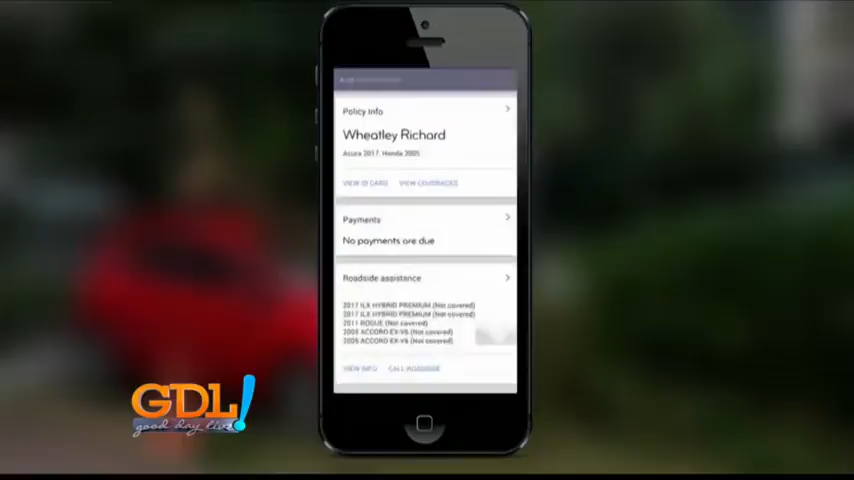 Policy Info
Wheatley Richard
Acura 2017, Honda 2005
VIEW ID CARD VIEW COVERAGES
Payments
No payments are due
Roadside assistance
2017 ILX HYBRID PREMIUM (Not covered)
2017 ILX HYBRID PREMIUM (Not covered)
2011 ROGUE (Not covered)
2005 ACCORD EX-V6 (Not covered)
2005 ACCORD EX-V6 (Not covered)
VIEW INFO CALL ROADSIDE
GDL!
good day live